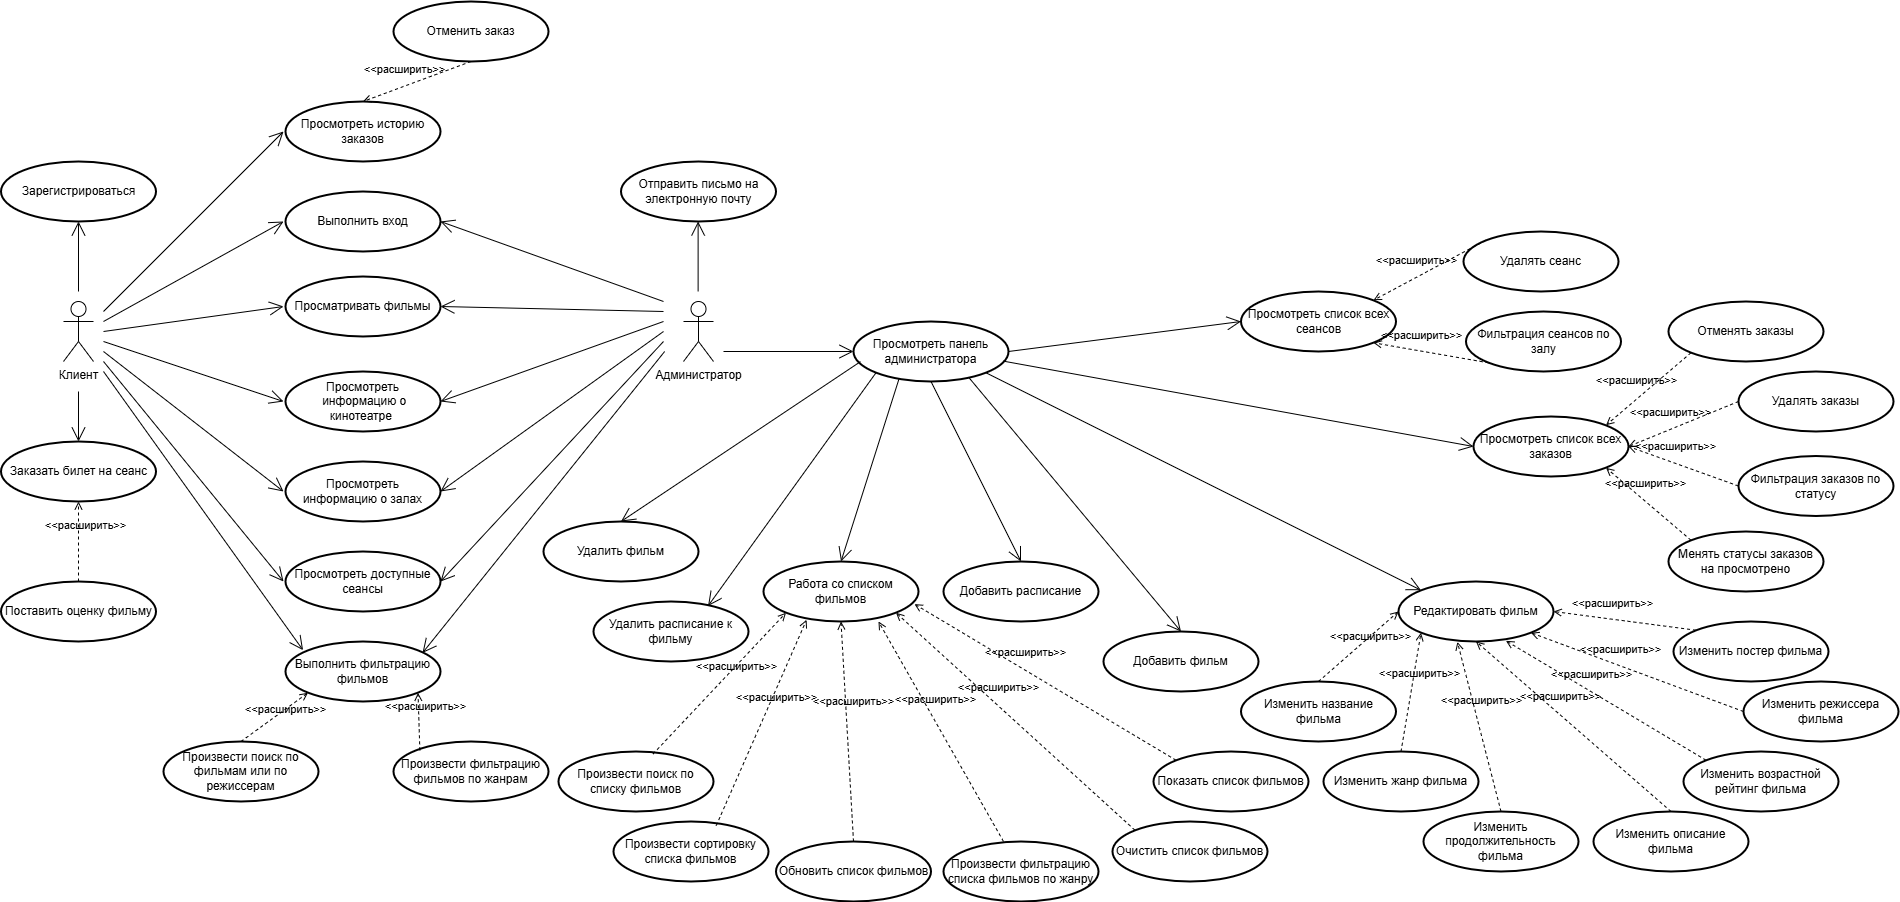 Отменить заказ
<<расширить>>
Просмотреть историю
заказов
Зарегистрироваться
Отправить письмо на
электронную почту
Выполнить вход
Просматривать фильмы
Клиент
Администратор
Просмотреть
информацию о
кинотеатре
Просмотреть панель
администратора
Просмотреть список всех
сеансов
<<расширить>>
Удалять сеанс
<<расширить>>
Фильтрация сеансов по
залу
Отменять заказы
<<расширить>>
Удалять заказы
<<расширить>>
Просмотреть список всех
заказов
<<расширить>>
Фильтрация заказов по
статусу
<<расширить>>
Менять статусы заказов
на просмотрено
Заказать билет на сеанс
Просмотреть
информацию о залах
<<расширить>>
Поставить оценку фильму
Просмотреть доступные
сеансы
Удалить фильм
Удалить расписание к
фильму
Работа со списком
фильмов
Добавить расписание
Добавить фильм
Редактировать фильм
<<расширить>>
Изменить постер фильма
<<расширить>>
<<расширить>>
<<расширить>>
<<расширить>>
<<расширить>>
<<расширить>>
Изменить название
фильма
Изменить режиссера
фильма
Выполнить фильтрацию
фильмов
<<расширить>>
<<расширить>>
Произвести поиск по
фильмам или по
режиссерам
Произвести фильтрацию
фильмов по жанрам
<<расширить>>
<<расширить>>
<<расширить>>
<<расширить>>
<<расширить>>
<<расширить>>
Произвести поиск по
списку фильмов
Показать список фильмов
Изменить жанр фильма
Изменить возрастной
рейтинг фильма
Произвести сортировку
списка фильмов
Обновить список фильмов
Произвести фильтрацию
списка фильмов по жанру
Очистить список фильмов
Изменить
продолжительность
фильма
Изменить описание
фильма